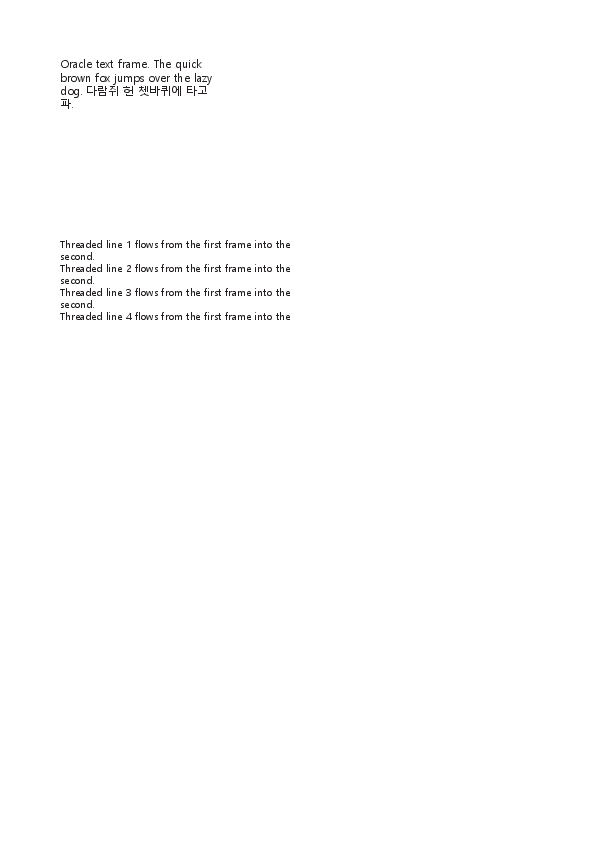 Oracle text frame. The quick
brown fox jumps over the lazy
dog. 다람쥐 헌 쳇바퀴에 타고
파.
Threaded line 1 flows from the first frame into the
second.
Threaded line 2 flows from the first frame into the
second.
Threaded line 3 flows from the first frame into the
second.
Threaded line 4 flows from the first frame into the